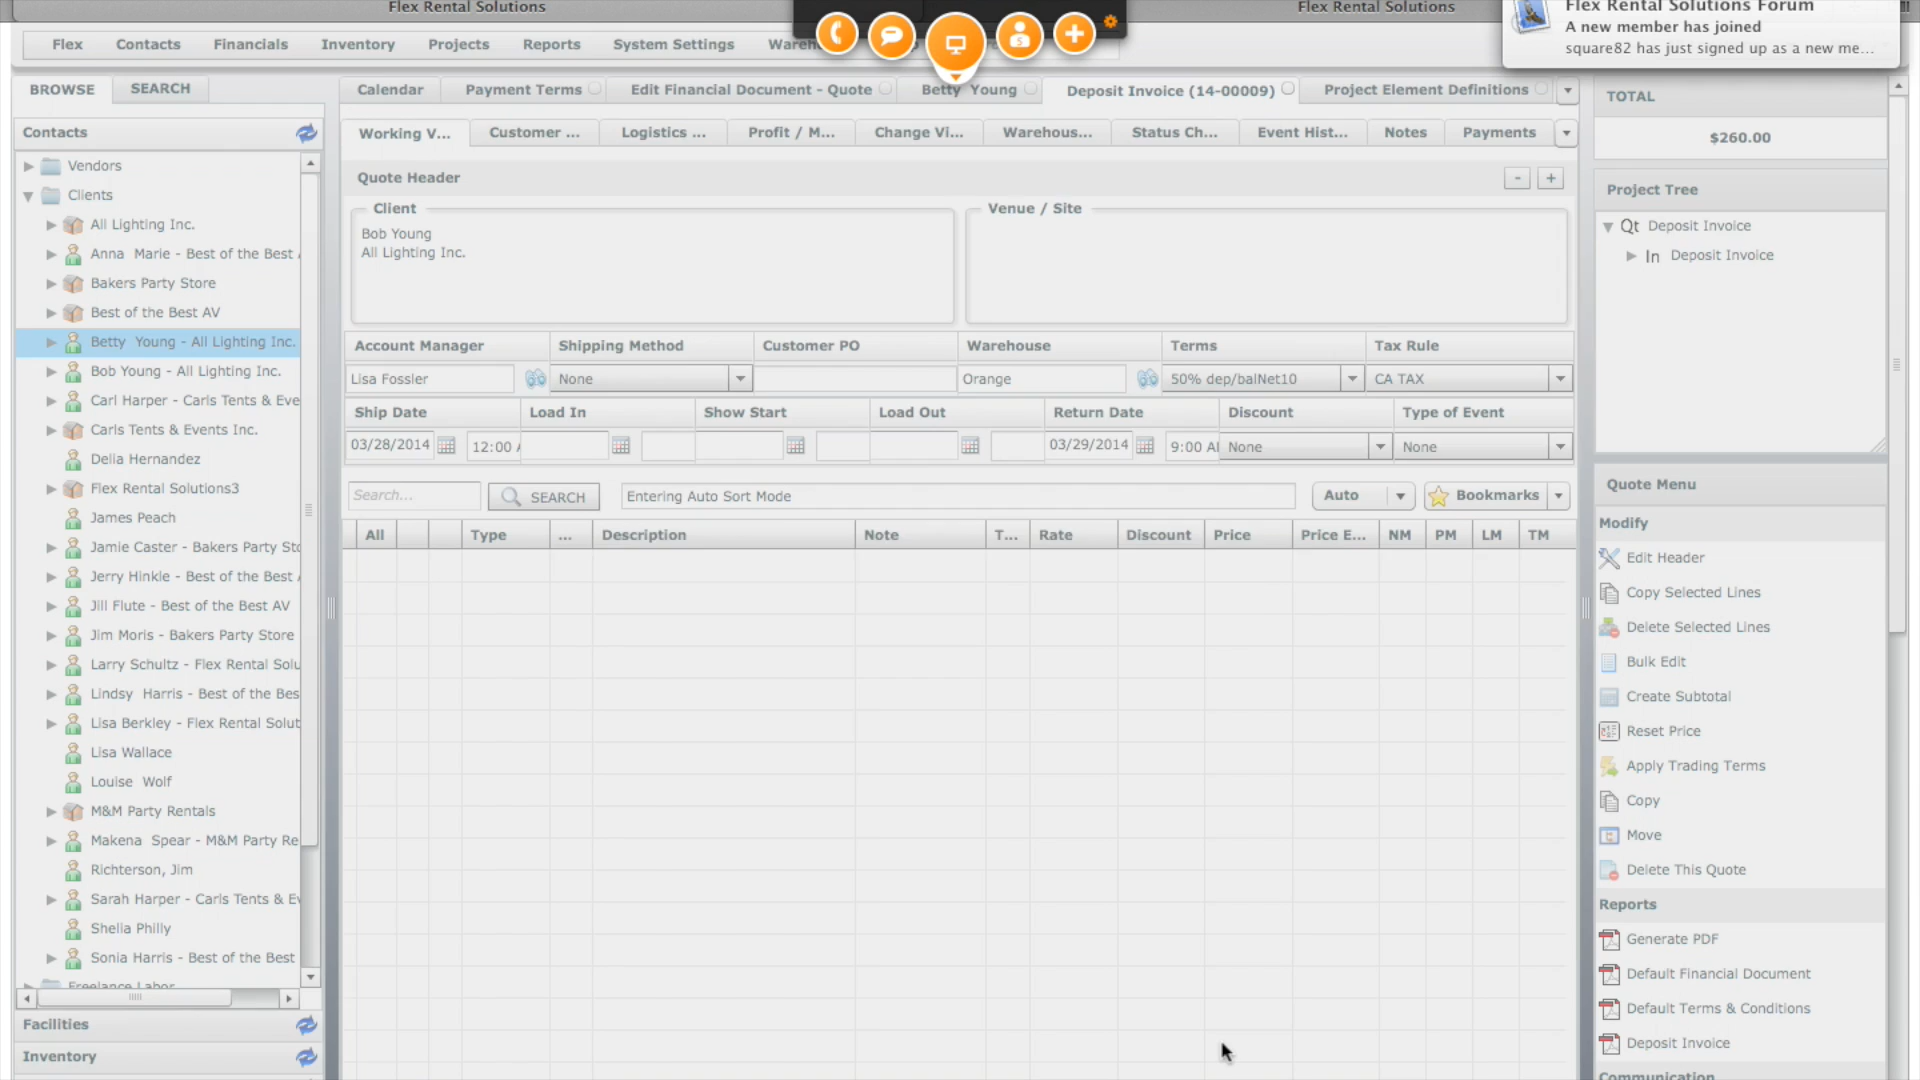 Flex Rental Solutions
Flex Rental Solutions
Flex Rental Solutions Forum
A new member has joined
square82 has just signed up as a new me...
Flex
Contacts
Financials
Inventory
Projects
Reports
System Settings
BROWSE
SEARCH
Calendar
Payment Terms
Edit Financial Document - Quote
Betty Young
Deposit Invoice (14-00009)
Project Element Definitions
TOTAL
$260.00
Contacts
Working V...
Customer ...
Logistics ...
Profit / M...
Change Vi...
Warehous...
Status Ch...
Event Hist...
Notes
Payments
Vendors
Clients
All Lighting Inc.
Anna Marie - Best of the Best
Bakers Party Store
Best of the Best AV
Betty Young - All Lighting Inc.
Bob Young - All Lighting Inc.
Carl Harper - Carls Tents & Eve
Carls Tents & Events Inc.
Delia Hernandez
Flex Rental Solutions3
James Peach
Jamie Caster - Bakers Party Sto
Jerry Hinkle - Best of the Best
Jill Flute - Best of the Best AV
Jim Moris - Bakers Party Store
Larry Schultz - Flex Rental Solu
Lindsy Harris - Best of the Bes
Lisa Berkley - Flex Rental Solut
Lisa Wallace
Louise Wolf
M&M Party Rentals
Makena Spear - M&M Party Re
Richterson, Jim
Sarah Harper - Carls Tents & Ev
Shelia Philly
Sonia Harris - Best of the Best
Freelance Labor
Facilities
Inventory
Quote Header
- +
Client
Bob Young
All Lighting Inc.
Venue / Site
Account Manager
Shipping Method
Customer PO
Warehouse
Terms
Tax Rule
Lisa Fossler
None
Orange
50% dep/balNet10
CA TAX
Ship Date
Load In
Show Start
Load Out
Return Date
Discount
Type of Event
03/28/2014
12:00
03/29/2014
9:00 A
None
None
Search...
SEARCH
Entering Auto Sort Mode
Auto
Bookmarks
All
Type
...
Description
Note
T...
Rate
Discount
Price
Price E...
NM
PM
LM
TM
Project Tree
Qt Deposit Invoice
In Deposit Invoice
Quote Menu
Modify
Edit Header
Copy Selected Lines
Delete Selected Lines
Bulk Edit
Create Subtotal
Reset Price
Apply Trading Terms
Copy
Move
Delete This Quote
Reports
Generate PDF
Default Financial Document
Default Terms & Conditions
Deposit Invoice
Communication